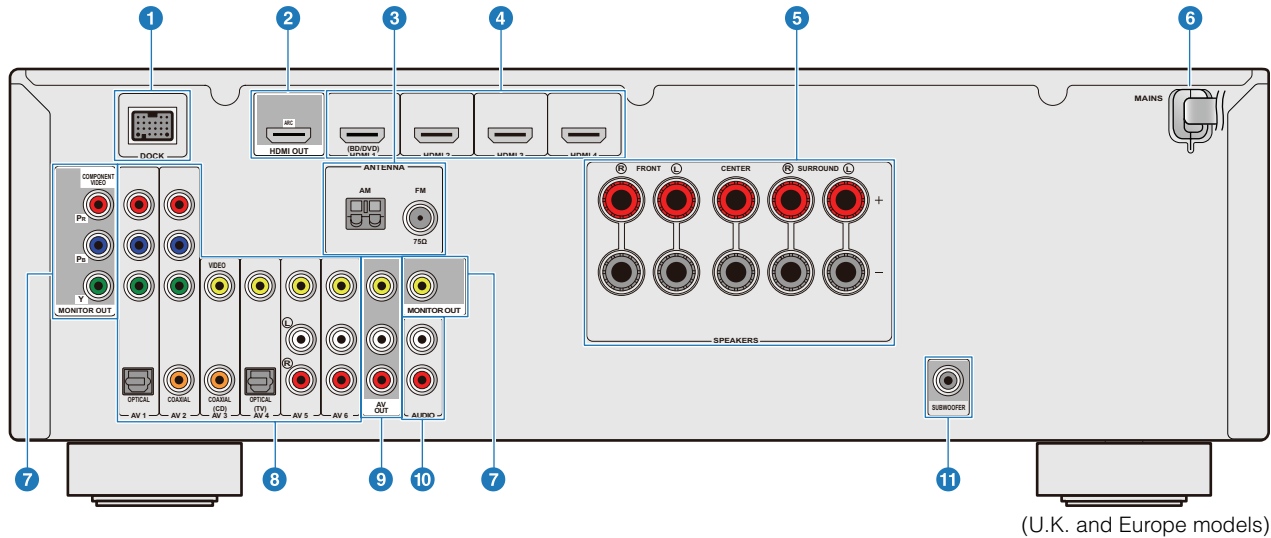 1 2 3 4 5 6
MAINS
DOCK
ARC
HDMI OUT
(BD/DVD)
HDMI 1 HDMI 2 HDMI 3 HDMI 4
ANTENNA
AM FM
75Ω
R FRONT L CENTER R SURROUND L
+
−
SPEAKERS
COMPONENT
VIDEO
PR
PB
Y
MONITOR OUT
VIDEO
MONITOR OUT
L
R
OPTICAL COAXIAL COAXIAL OPTICAL
(CD) (TV)
AV 1 AV 2 AV 3 AV 4 AV 5 AV 6
AV
OUT
AUDIO
SUBWOOFER
7 8 9 10 7 11
(U.K. and Europe models)